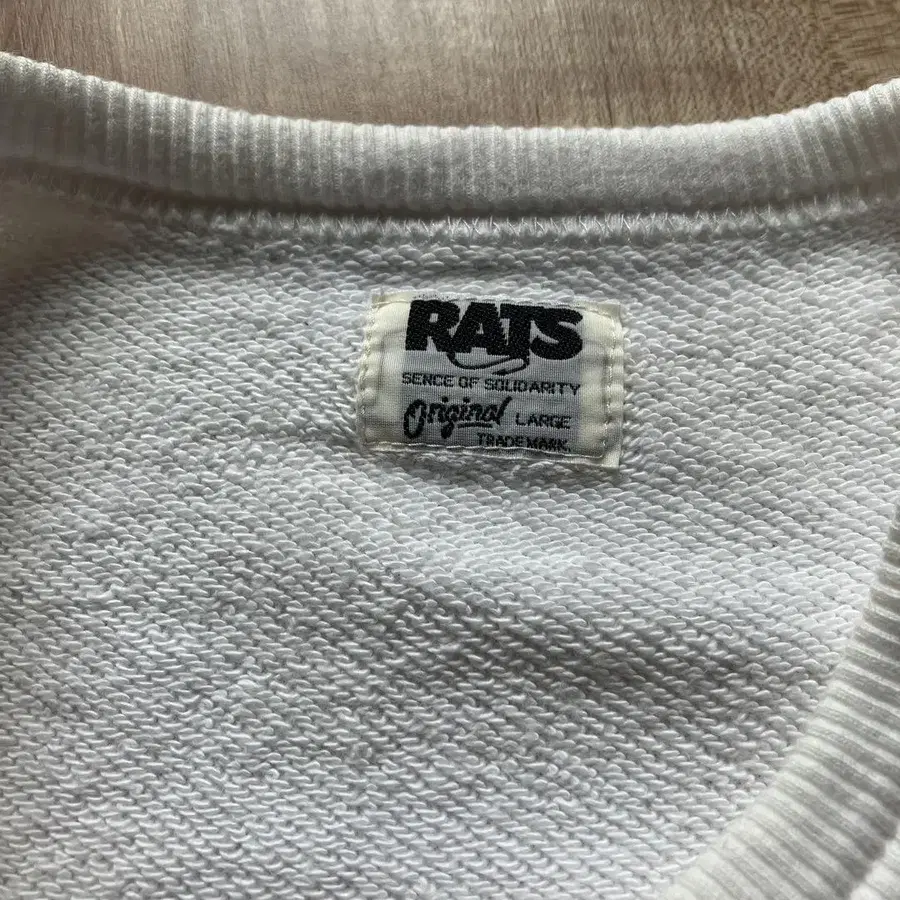 RATS
SENCE OF SOLIDARITY
Original LARGE
TRADE MARK.